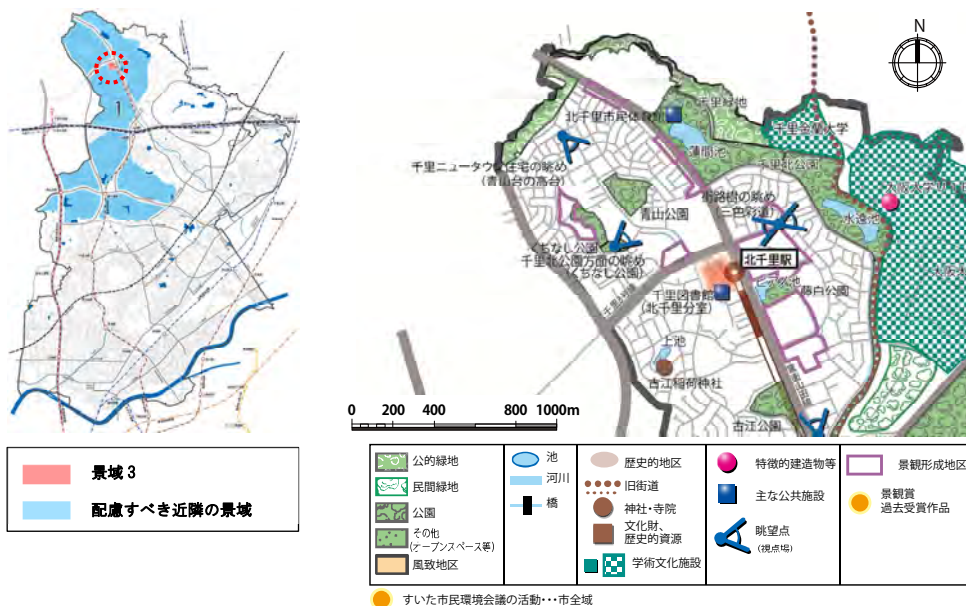 1
景域 3
配慮すべき近隣の景域
N
千里緑地
北千里市民体育館
蓮間池
千里金蘭大学
千里北公園
千里ニュータウン住宅の眺め
(青山台の高台)
街路樹の眺め
(三色彩道)
水遠池
青山公園
くちなし公園
千里北公園方面の眺め
(くちなし公園)
北千里駅
藤白公園
千里図書館
(北千里分室)
上池
古江稲荷神社
古江公園
0 200 400 800 1000m
公的緑地
民間緑地
公園
その他
(オープンスペース等)
風致地区
池
河川
橋
歴史的地区
旧街道
神社・寺院
文化財、
歴史的資源
学術文化施設
特徴的建造物等
主な公共施設
眺望点
(視点場)
景観形成地区
景観賞
過去受賞作品
すいた市民環境会議の活動・・・市全域